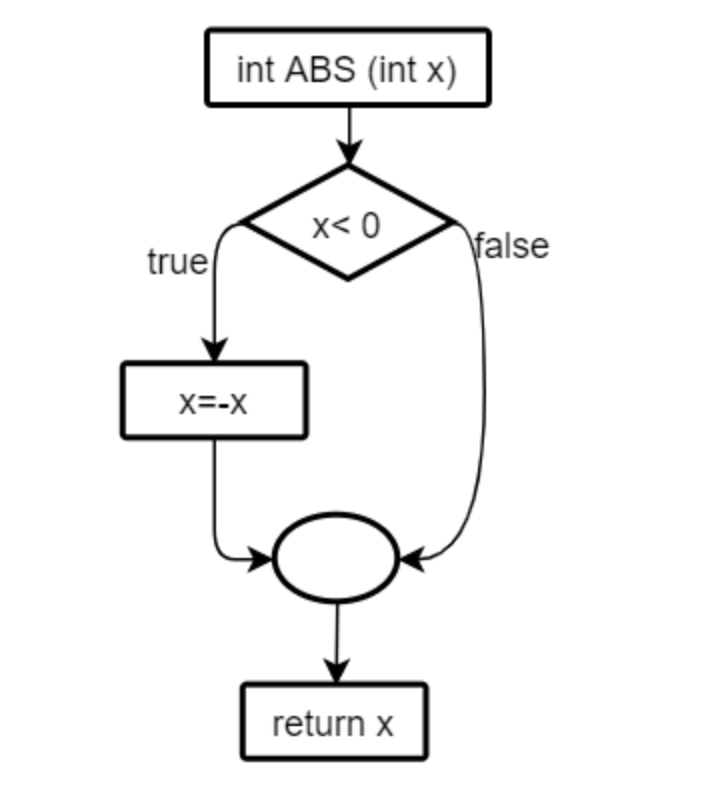 int ABS (int x)
x< 0
true
false
x=-x
return x